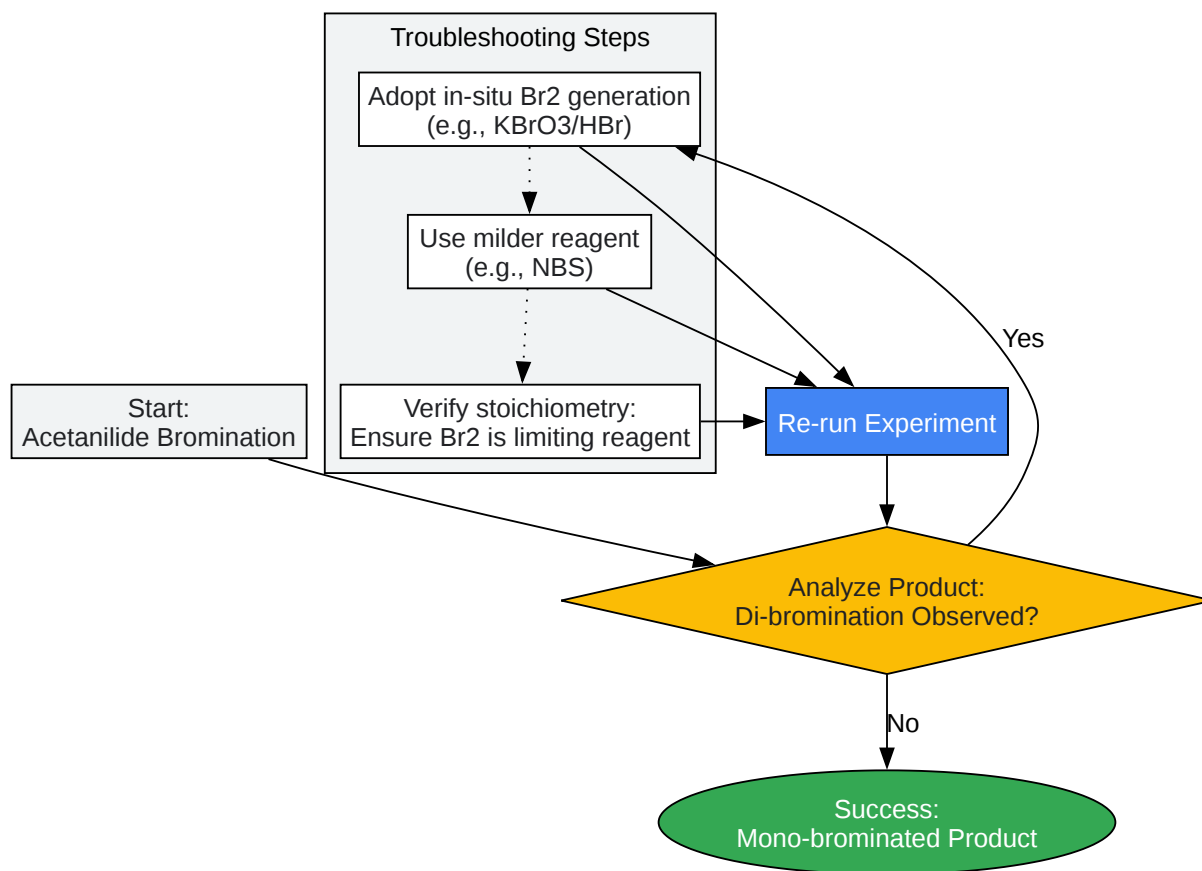 Troubleshooting Steps
Adopt in-situ Br2 generation
(e.g., KBrO3/HBr)
Use milder reagent
(e.g., NBS)
Yes
Start:
Acetanilide Bromination
Verify stoichiometry:
Ensure Br2 is limiting reagent
Re-run Experiment
Analyze Product:
Di-bromination Observed?
No
Success:
Mono-brominated Product